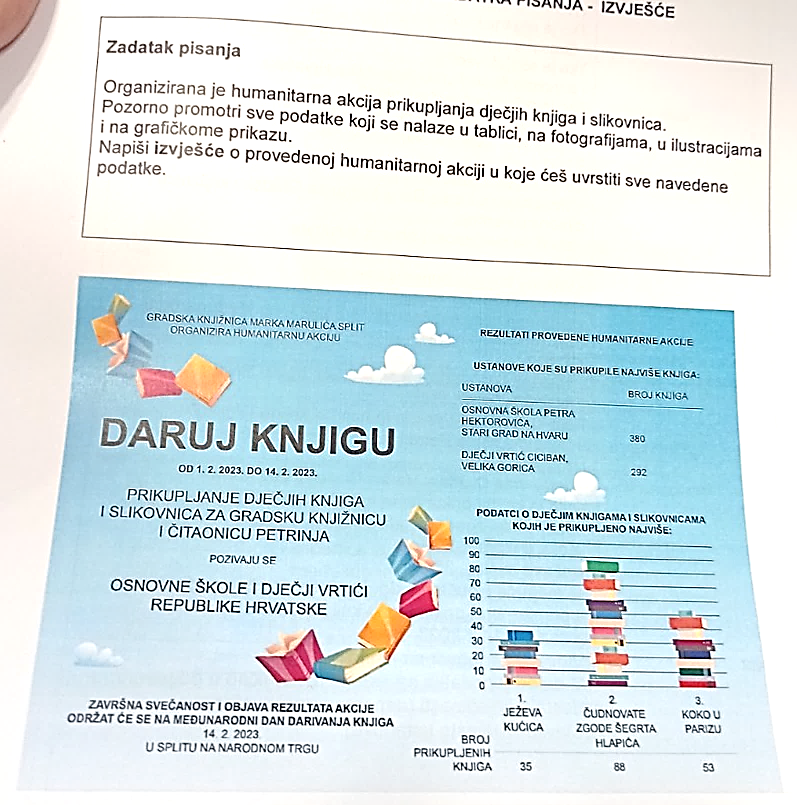 PISANJA - IZVJEŠĆE
Zadatak pisanja
Organizirana je humanitarna akcija prikupljanja dječjih knjiga i slikovnica.
Pozorno promotri sve podatke koji se nalaze u tablici, na fotografijama, u ilustracijama
i na grafičkome prikazu.
Napiši izvješće o provedenoj humanitarnoj akciji u koje ćeš uvrstiti sve navedene
podatke.
GRADSKA KNJIŽNICA MARKA MARULIĆA SPLIT
ORGANIZIRA HUMANITARNU AKCIJU
DARUJ KNJIGU
OD 1. 2. 2023. DO 14. 2. 2023.
PRIKUPLJANJE DJEČJIH KNJIGA
I SLIKOVNICA ZA GRADSKU KNJIŽNICU
I ČITAONICU PETRINJA
POZIVAJU SE
OSNOVNE ŠKOLE I DJEČJI VRTIĆI
REPUBLIKE HRVATSKE
ZAVRŠNA SVEČANOST I OBJAVA REZULTATA AKCIJE
ODRŽAT ĆE SE NA MEĐUNARODNI DAN DARIVANJA KNJIGA
14. 2. 2023.
U SPLITU NA NARODNOM TRGU
REZULTATI PROVEDENE HUMANITARNE AKCIJE
USTANOVE KOJE SU PRIKUPILE NAJVIŠE KNJIGA:
USTANOVA BROJ KNJIGA
OSNOVNA ŠKOLA PETRA
HEKTOROVIĆA,
STARI GRAD NA HVARU 380
DJEČJI VRTIĆ CICIBAN,
VELIKA GORICA 292
PODATCI O DJEČJIM KNJIGAMA I SLIKOVNICAMA
KOJIH JE PRIKUPLJENO NAJVIŠE:
100
90
80
70
60
50
40
30
20
10
0
1. 2. 3.
JEŽEVA ČUDNOVATE KOKO U
KUĆICA ZGODE ŠEGRTA PARIZU
HLAPIĆA
BROJ
PRIKUPLJENIH
KNJIGA 35 88 53